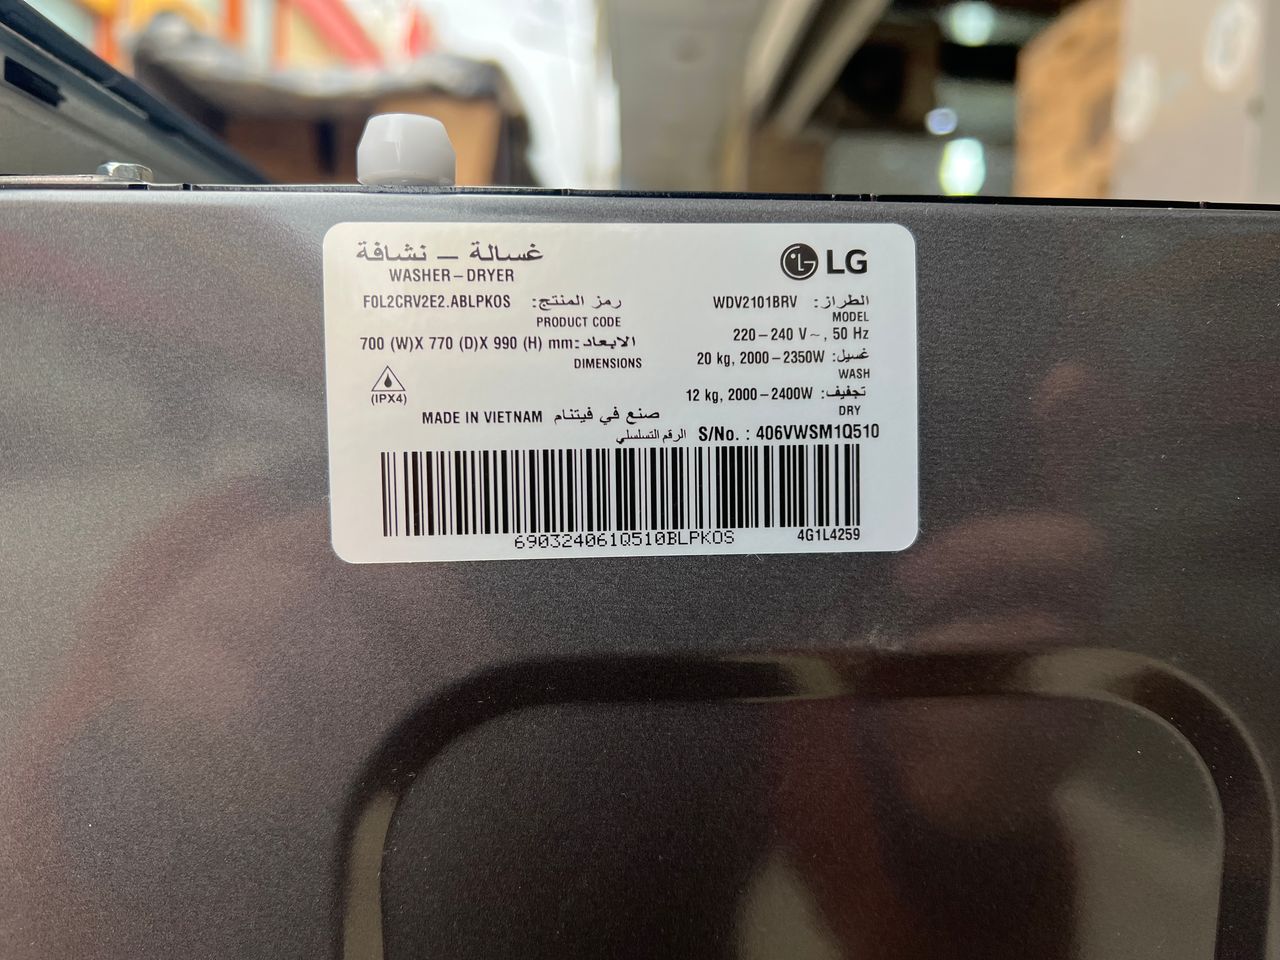 غسالة – نشافة
WASHER–DRYER
LG
F0L2CRV2E2.ABLPKOS رمز المنتج:
PRODUCT CODE
700 (W)X 770 (D)X 990 (H) mm الابعاد:
DIMENSIONS
(IPX4)
WDV2101BRV الطراز:
MODEL
220–240 V~, 50 Hz
20 kg, 2000–2350W غسيل:
WASH
12 kg, 2000–2400W تجفيف:
DRY
MADE IN VIETNAM صنع في فيتنام
الرقم التسلسلي S/No. : 406VWSM1Q510
690324061Q510BLPKOS
4G1L4259